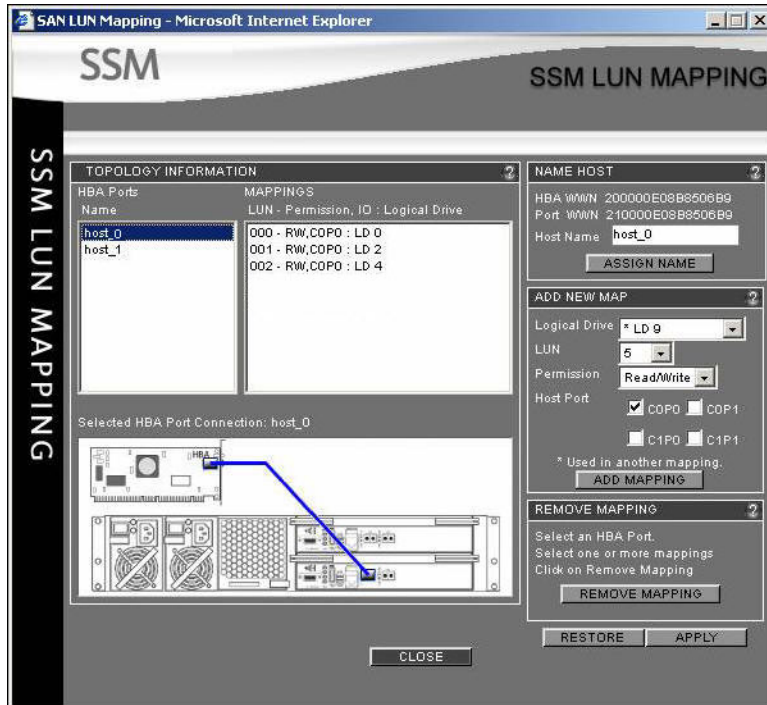 SAN LUN Mapping - Microsoft Internet Explorer
SSM
SSM LUN MAPPING
SSM LUN MAPPING
TOPOLOGY INFORMATION
HBA Ports
Name
MAPPINGS
LUN - Permission, IO : Logical Drive
host_0
host_1
000 - RW,C0P0 : LD 0
001 - RW,C0P0 : LD 2
002 - RW,C0P0 : LD 4
Selected HBA Port Connection: host_0
HBA
NAME HOST
HBA WWN 200000E08B8506B9
Port WWN 210000E08B8506B9
Host Name host_0
ASSIGN NAME
ADD NEW MAP
Logical Drive * LD 9
LUN 5
Permission Read/Write
Host Port
C0P0 C0P1
C1P0 C1P1
* Used in another mapping.
ADD MAPPING
REMOVE MAPPING
Select an HBA Port.
Select one or more mappings
Click on Remove Mapping
REMOVE MAPPING
RESTORE APPLY
CLOSE